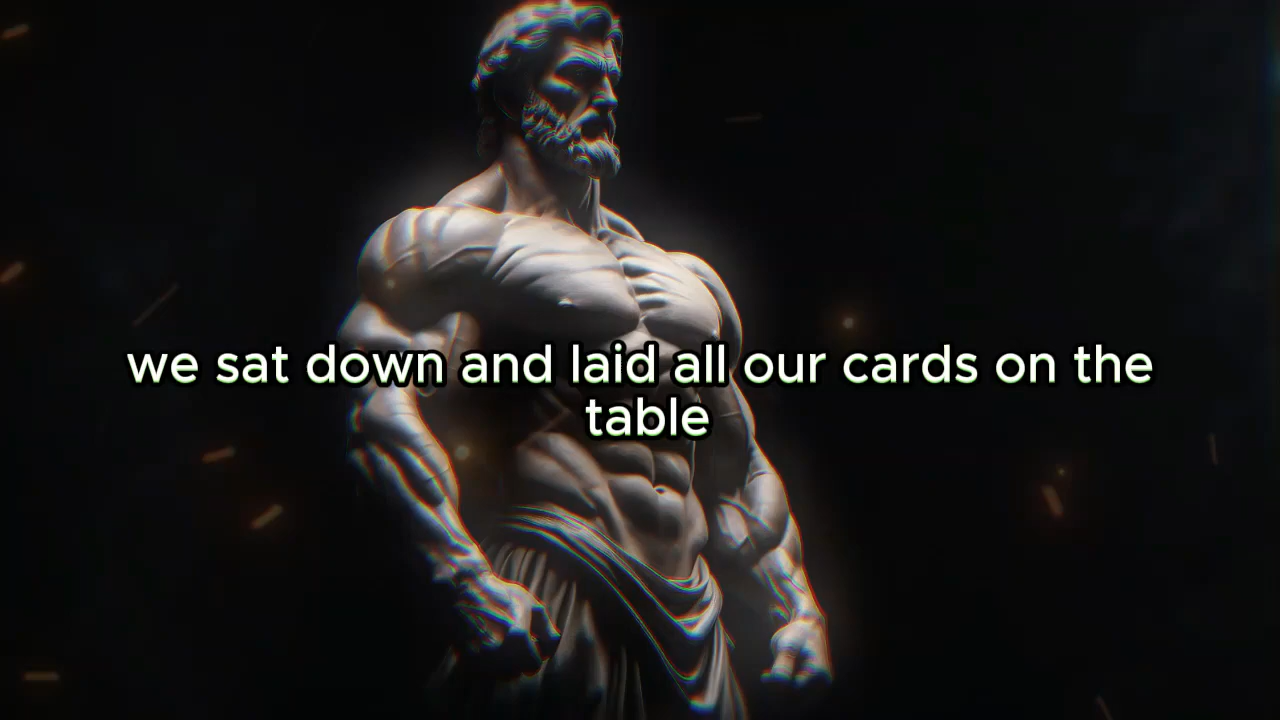 we sat down and laid all our cards on the
table